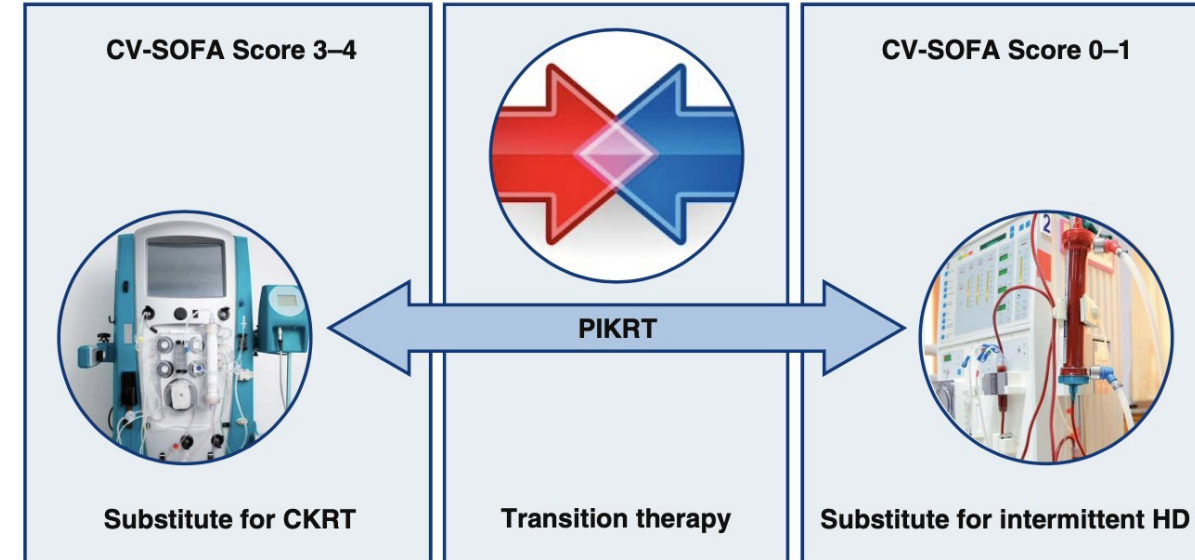 CV-SOFA Score 3–4
CV-SOFA Score 0–1
2
PIKRT
Substitute for CKRT
Transition therapy
Substitute for intermittent HD